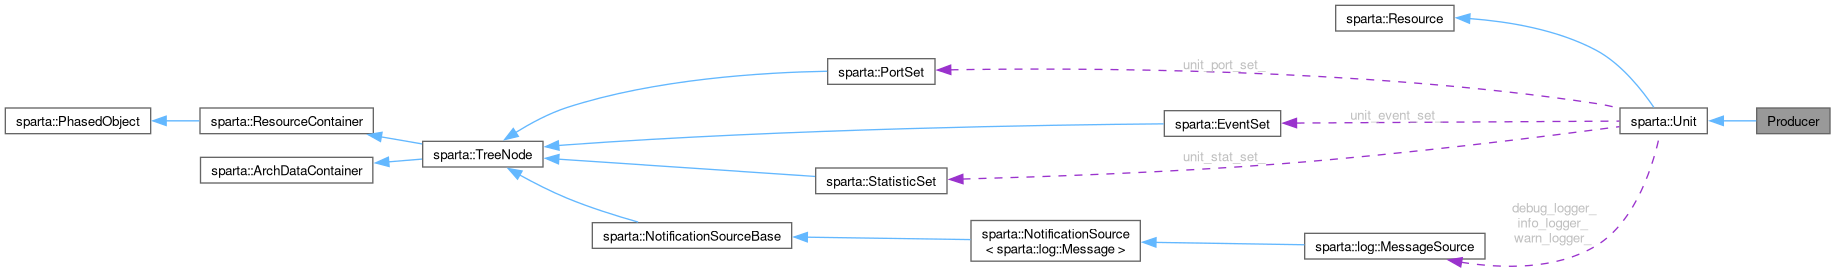 sparta::Resource
sparta::PortSet
unit_port_set_
sparta::PhasedObject
sparta::ResourceContainer
sparta::EventSet
unit_event_set_
sparta::Unit
Producer
sparta::TreeNode
sparta::ArchDataContainer
unit_stat_set_
sparta::StatisticSet
debug_logger_
info_logger_
warn_logger_
sparta::NotificationSourceBase
sparta::NotificationSource
< sparta::log::Message >
sparta::log::MessageSource